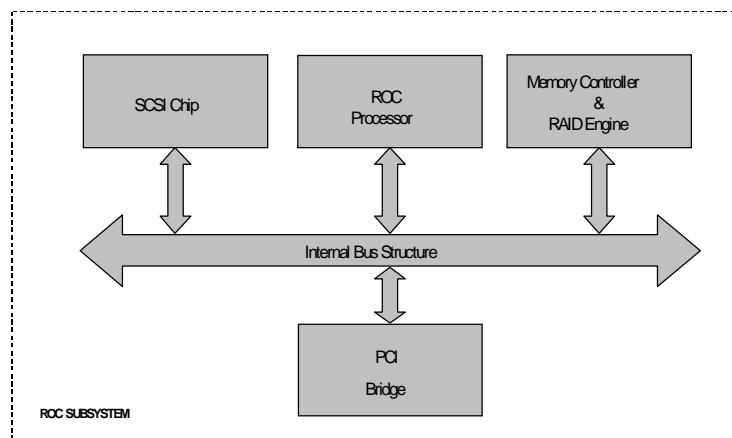 SCSI Chip
ROC
Processor
Memory Controller
&
RAID Engine
Internal Bus Structure
PCI
Bridge
ROC SUBSYSTEM